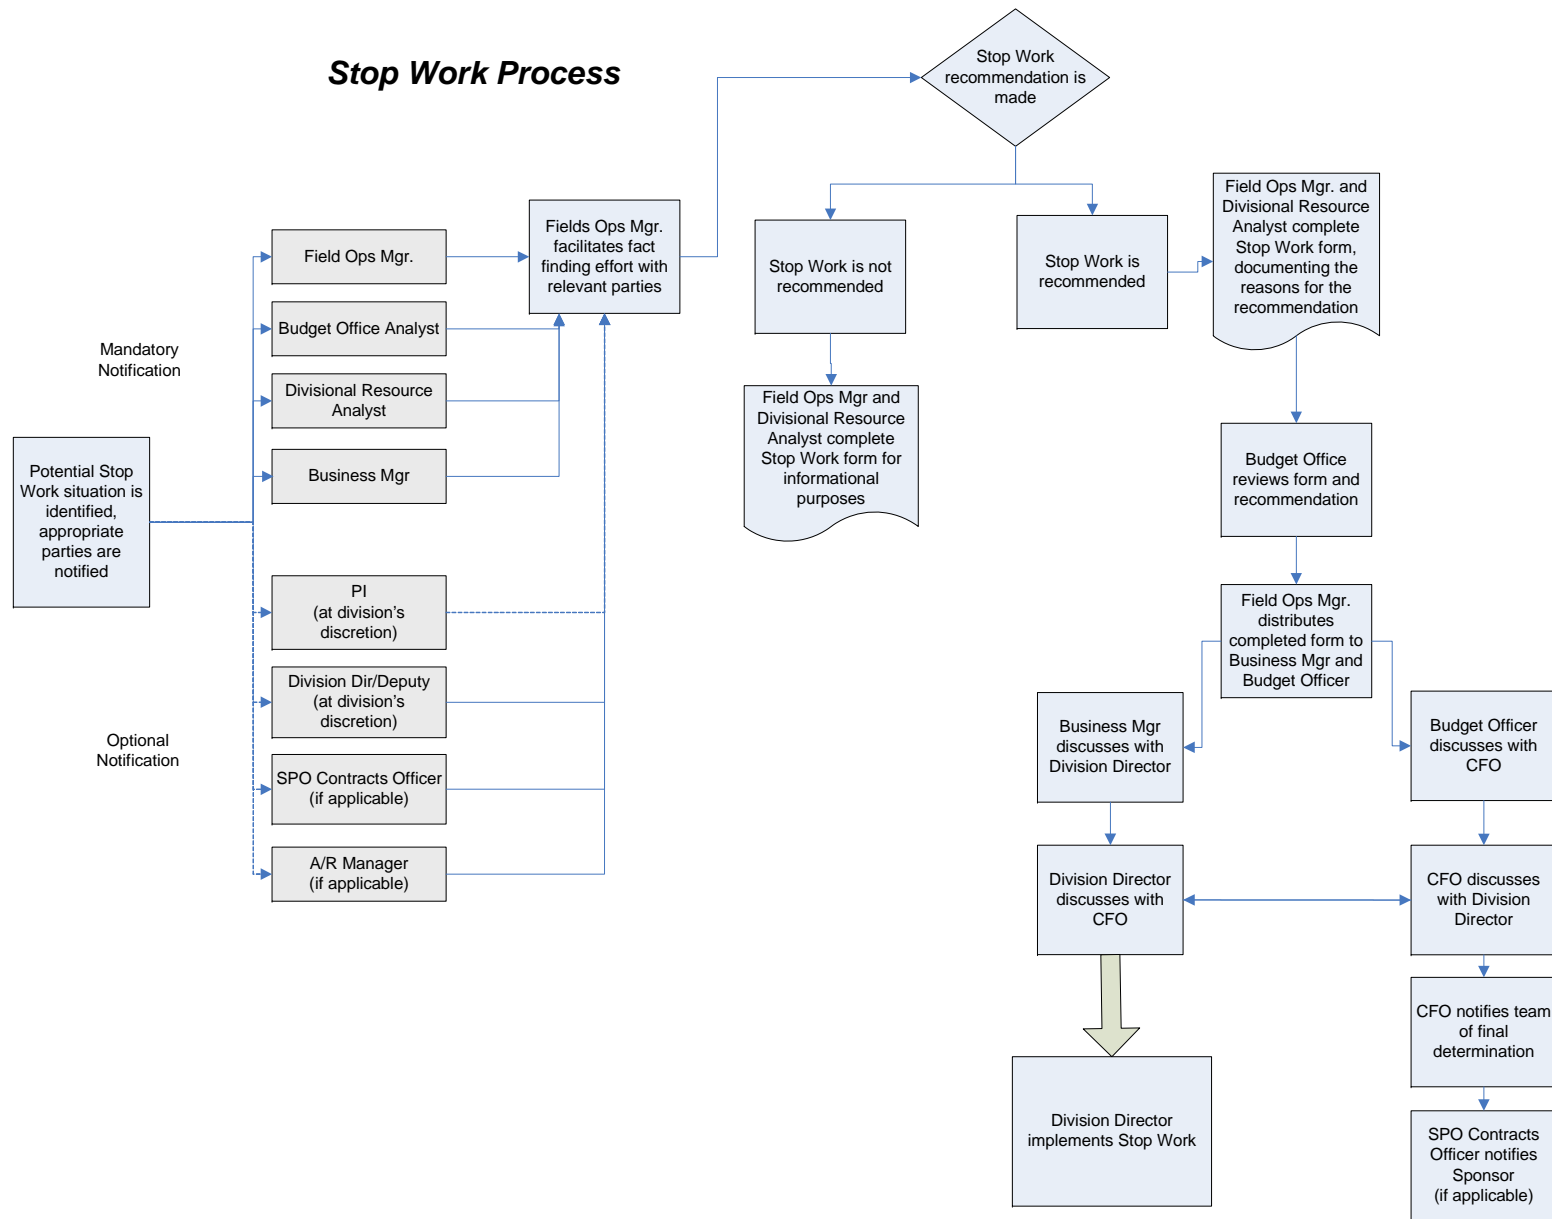 Stop Work Process
Stop Work
recommendation is
made
Fields Ops Mgr.
facilitates fact
finding effort with
relevant parties
Field Ops Mgr.
Budget Office Analyst
Divisional Resource
Analyst
Business Mgr
Mandatory
Notification
Potential Stop
Work situation is
identified,
appropriate
parties are
notified
PI
(at division's
discretion)
Division Dir/Deputy
(at division's
discretion)
Optional
Notification
SPO Contracts Officer
(if applicable)
A/R Manager
(if applicable)
Stop Work is not
recommended
Field Ops Mgr and
Divisional Resource
Analyst complete
Stop Work form for
informational
purposes
Stop Work is
recommended
Field Ops Mgr. and
Divisional Resource
Analyst complete
Stop Work form,
documenting the
reasons for the
recommendation
Budget Office
reviews form and
recommendation
Field Ops Mgr.
distributes
completed form to
Business Mgr and
Budget Officer
Business Mgr
discusses with
Division Director
Budget Officer
discusses with
CFO
Division Director
discusses with
CFO
CFO discusses
with Division
Director
CFO notifies team
of final
determination
Division Director
implements Stop Work
SPO Contracts
Officer notifies
Sponsor
(if applicable)